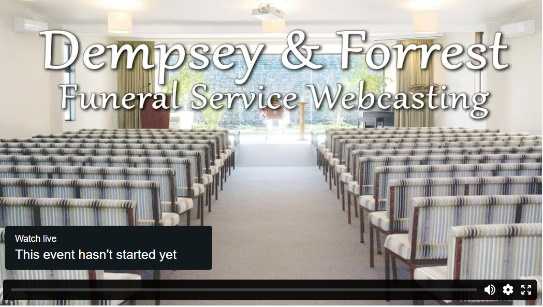 Dempsey & Forrest
Funeral Service Webcasting
Watch live
This event hasn't started yet